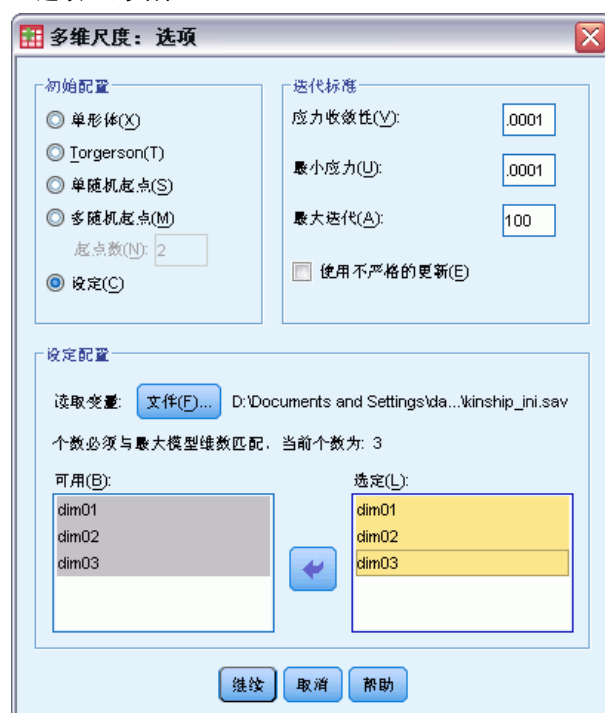 多维尺度：选项
初始配置
单形体(X)
Torgerson(T)
单随机起点(S)
多随机起点(M)
起点数(N): 2
设定(C)
迭代标准
应力收敛性(V): .0001
最小应力(U): .0001
最大迭代(A): 100
使用不严格的更新(E)
设定配置
读取变量: 文件(F)... D:\Documents and Settings\da...\kinship_ini.sav
个数必须与最大模型维数匹配，当前个数为: 3
可用(B):
dim01
dim02
dim03
选定(L):
dim01
dim02
dim03
继续 取消 帮助